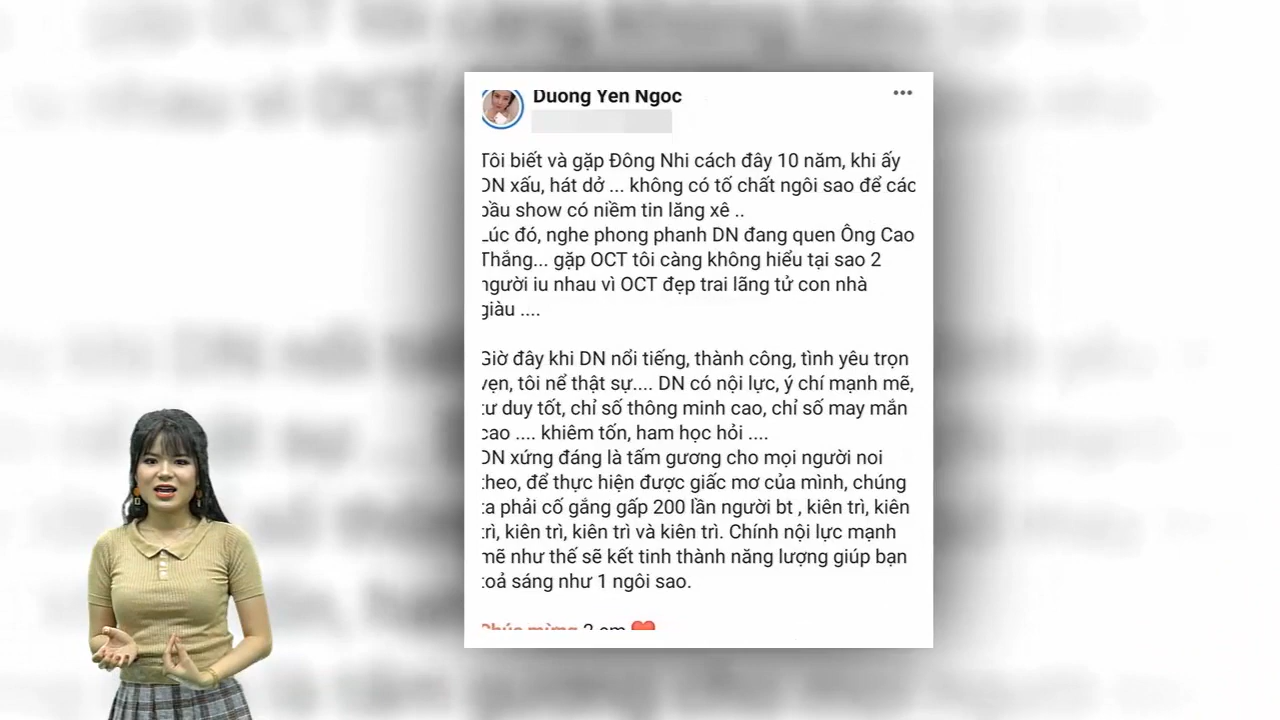 Duong Yen Ngoc
Tôi biết và gặp Đông Nhi cách đây 10 năm, khi ấy
DN xấu, hát dở ... không có tố chất ngôi sao để các
bầu show có niềm tin lăng xê ..
Lúc đó, nghe phong phanh DN đang quen Ông Cao
Thắng... gặp OCT tôi càng không hiểu tại sao 2
người iu nhau vì OCT đẹp trai lãng tử con nhà
giàu ....
Giờ đây khi DN nổi tiếng, thành công, tình yêu trọn
vẹn, tôi nể thật sự.... DN có nội lực, ý chí mạnh mẽ,
tư duy tốt, chỉ số thông minh cao, chỉ số may mắn
cao .... khiêm tốn, ham học hỏi ....
DN xứng đáng là tấm gương cho mọi người noi
theo, để thực hiện được giấc mơ của mình, chúng
ta phải cố gắng gấp 200 lần người bt , kiên trì, kiên
trì, kiên trì, kiên trì và kiên trì. Chính nội lực mạnh
mẽ như thế sẽ kết tinh thành năng lượng giúp bạn
toả sáng như 1 ngôi sao.
Chúc mừng 2 em